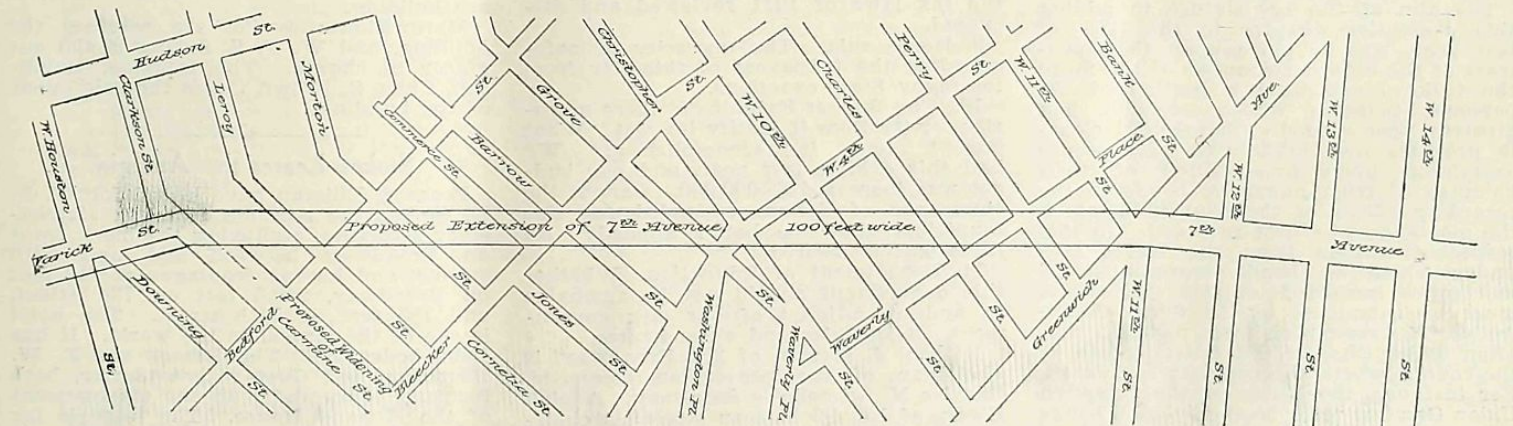 Hudson St.
Clarkson St.
Leroy
Morton
W. Houston
St.
Varick St.
Commerce St.
Barrow
St.
Grove
St.
Christopher
St.
W. 10th
St.
Charles
W. 4th
St.
Perry
St.
W. 11th
St.
Bank
St.
Place
Ave.
W. 12th
St.
W. 13th
St.
W. 14th
St.
Proposed Extension of 7th Avenue
100 feet wide.
7th Avenue
Downing
St.
Bedford
St.
Proposed Widening
of
Carmine St
Bleecker
Cornelia St.
Jones
St.
Washington Pl.
Waverly Pl.
Waverly
Greenwich
W. 11th
St.